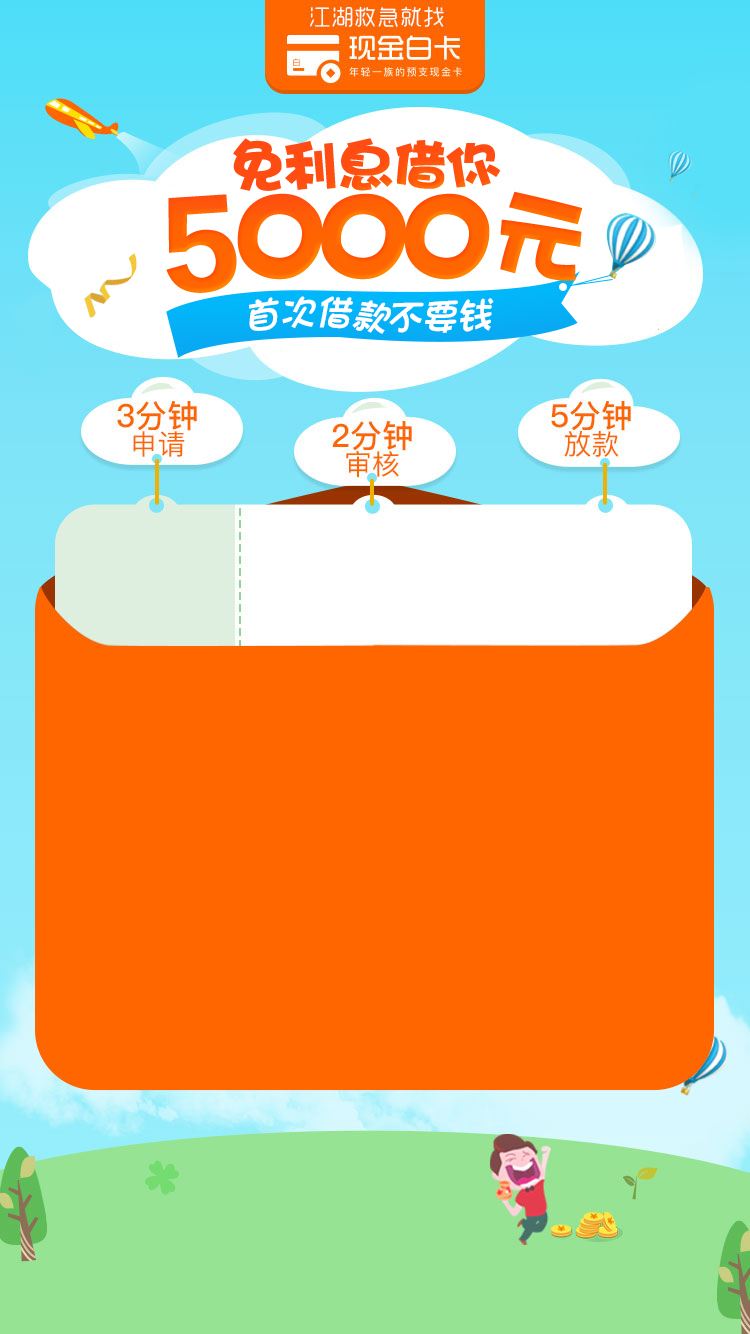 江湖救急就找
现金白卡
白
年轻一族的预支现金卡
免利息借你
5000元
首次借款不要钱
3分钟
申请
2分钟
审核
5分钟
放款